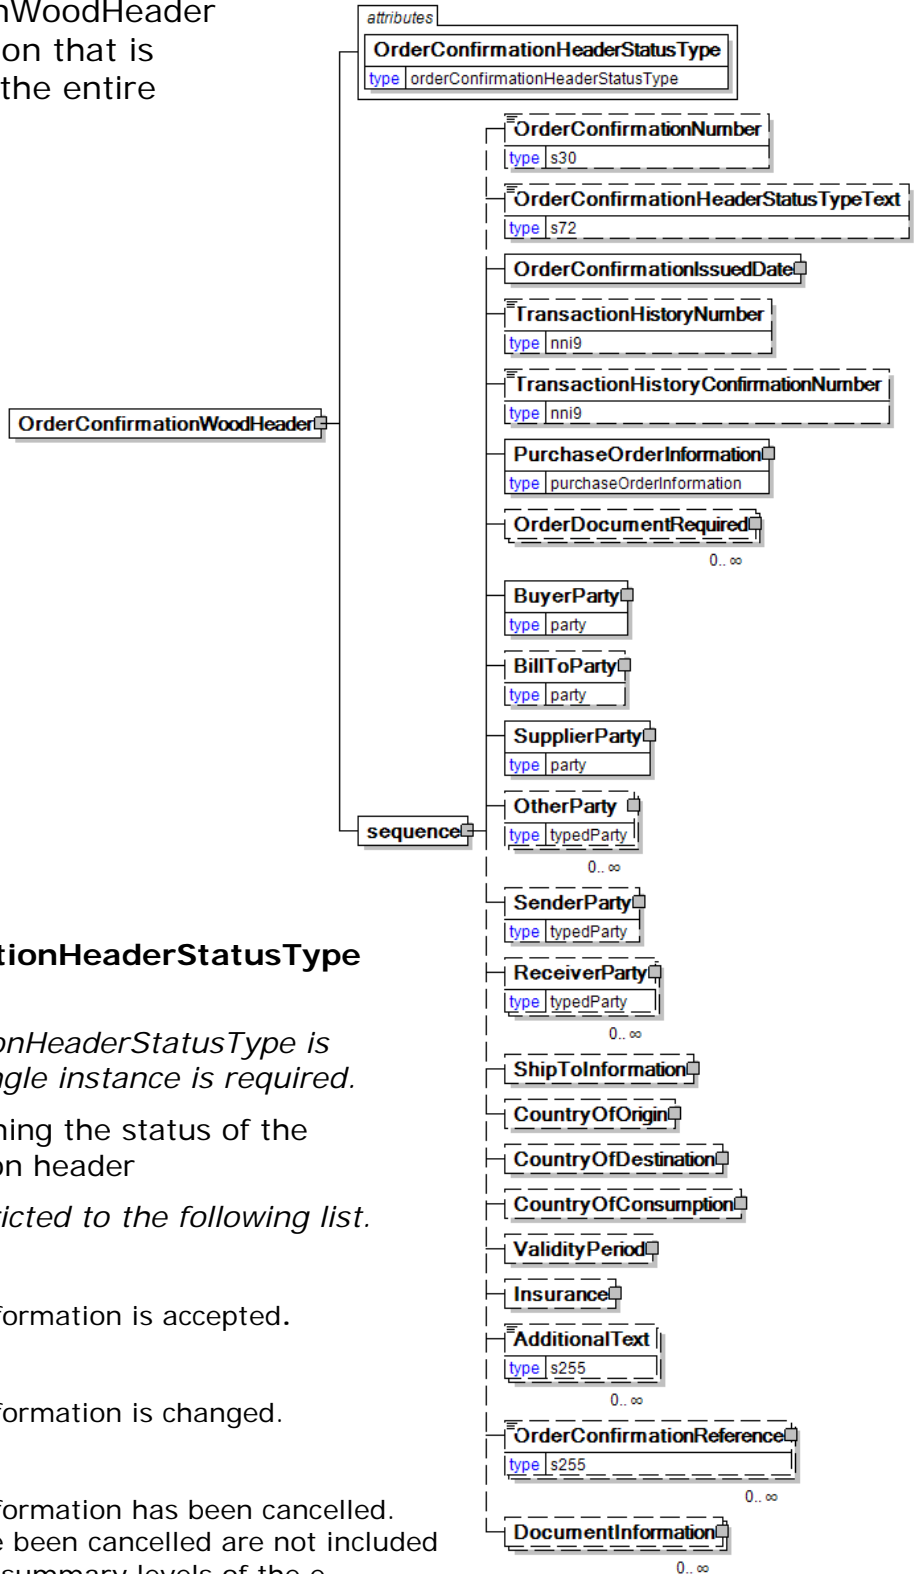 nWoodHeader
on that is
the entire
attributes
OrderConfirmationHeaderStatusType
type orderConfirmationHeaderStatusType
OrderConfirmationNumber
type s30
OrderConfirmationHeaderStatusTypeText
type s72
OrderConfirmationIssuedDate
TransactionHistoryNumber
type nni9
TransactionHistoryConfirmationNumber
type nni9
OrderConfirmationWoodHeader
PurchaseOrderInformation
type purchaseOrderInformation
OrderDocumentRequired
0.. ∞
BuyerParty
type party
BillToParty
type party
SupplierParty
type party
OtherParty
type typedParty
0.. ∞
sequence
SenderParty
type typedParty
ReceiverParty
type typedParty
0.. ∞
ShipToInformation
CountryOfOrigin
CountryOfDestination
CountryOfConsumption
ValidityPeriod
Insurance
AdditionalText
type s255
0.. ∞
OrderConfirmationReference
type s255
0.. ∞
DocumentInformation
0.. ∞
tionHeaderStatusType
onHeaderStatusType is
ngle instance is required.
ning the status of the
on header
icted to the following list.
formation is accepted.
formation is changed.
formation has been cancelled.
e been cancelled are not included
summary levels of the e